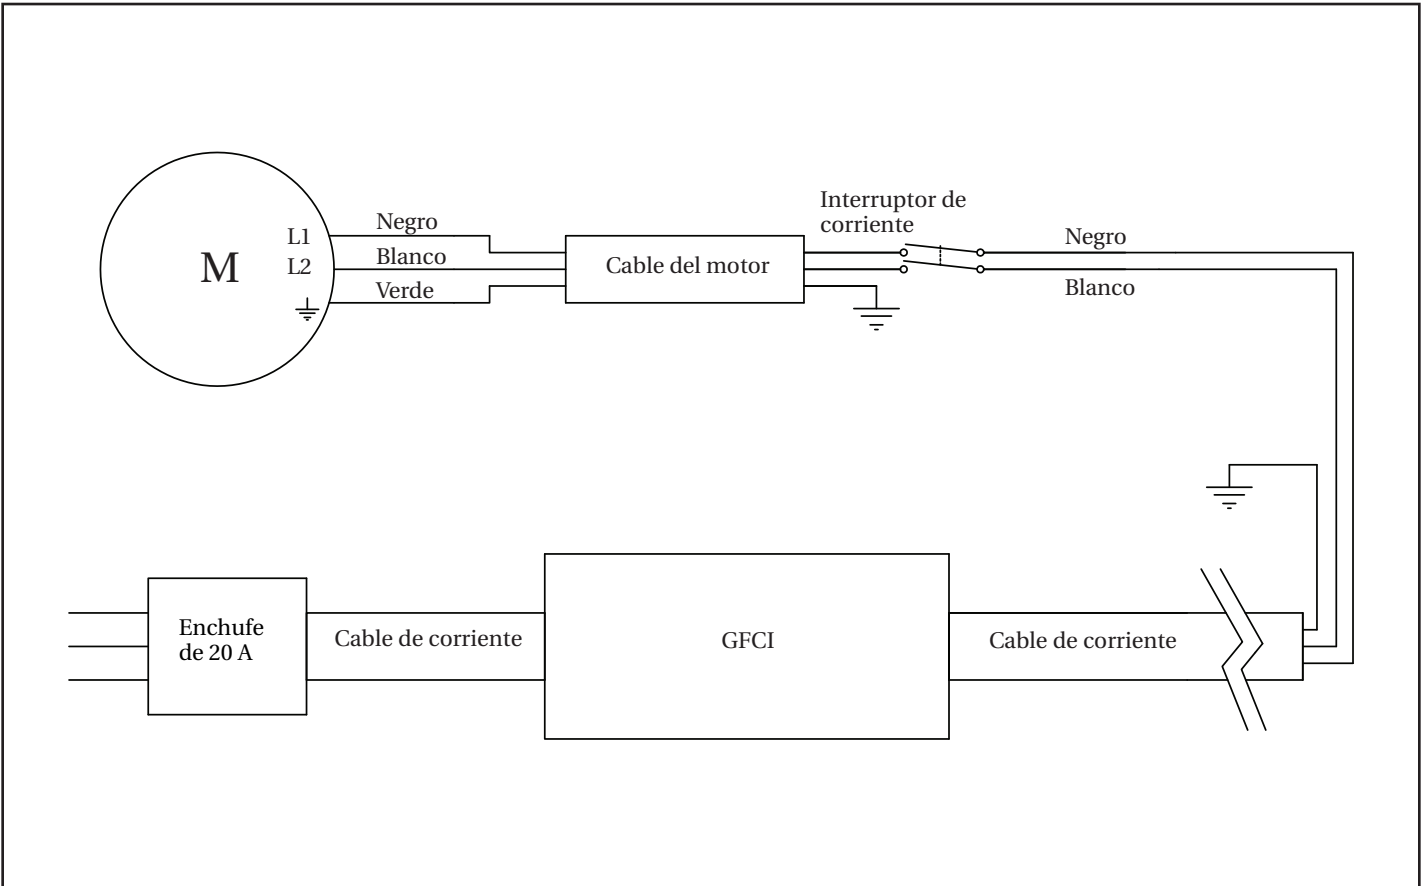 Interruptor de
corriente
Negro
L1
M
L2
Blanco
Verde
Cable del motor
Negro
Blanco
Enchufe
de 20 A
Cable de corriente
GFCI
Cable de corriente